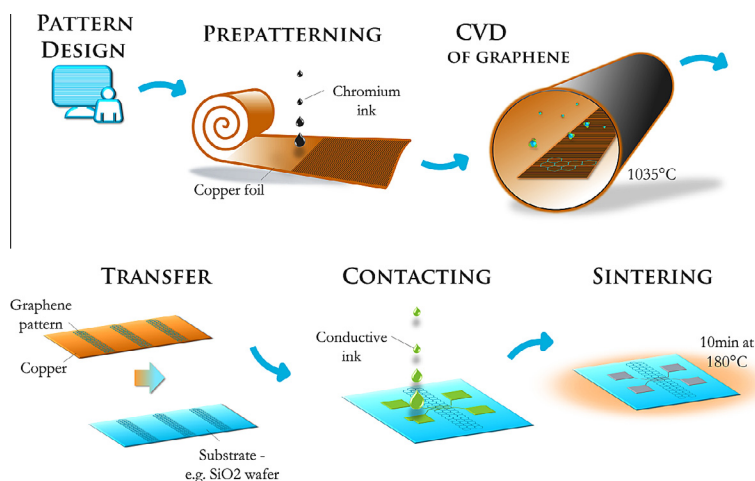 PATTERN
DESIGN
PREPATTERNING
CVD
OF GRAPHENE
Chromium
ink
Copper foil
1035°C
TRANSFER
CONTACTING
SINTERING
Graphene
pattern
Copper
Conductive
ink
10min at
180°C
Substrate -
e.g. SiO2 wafer